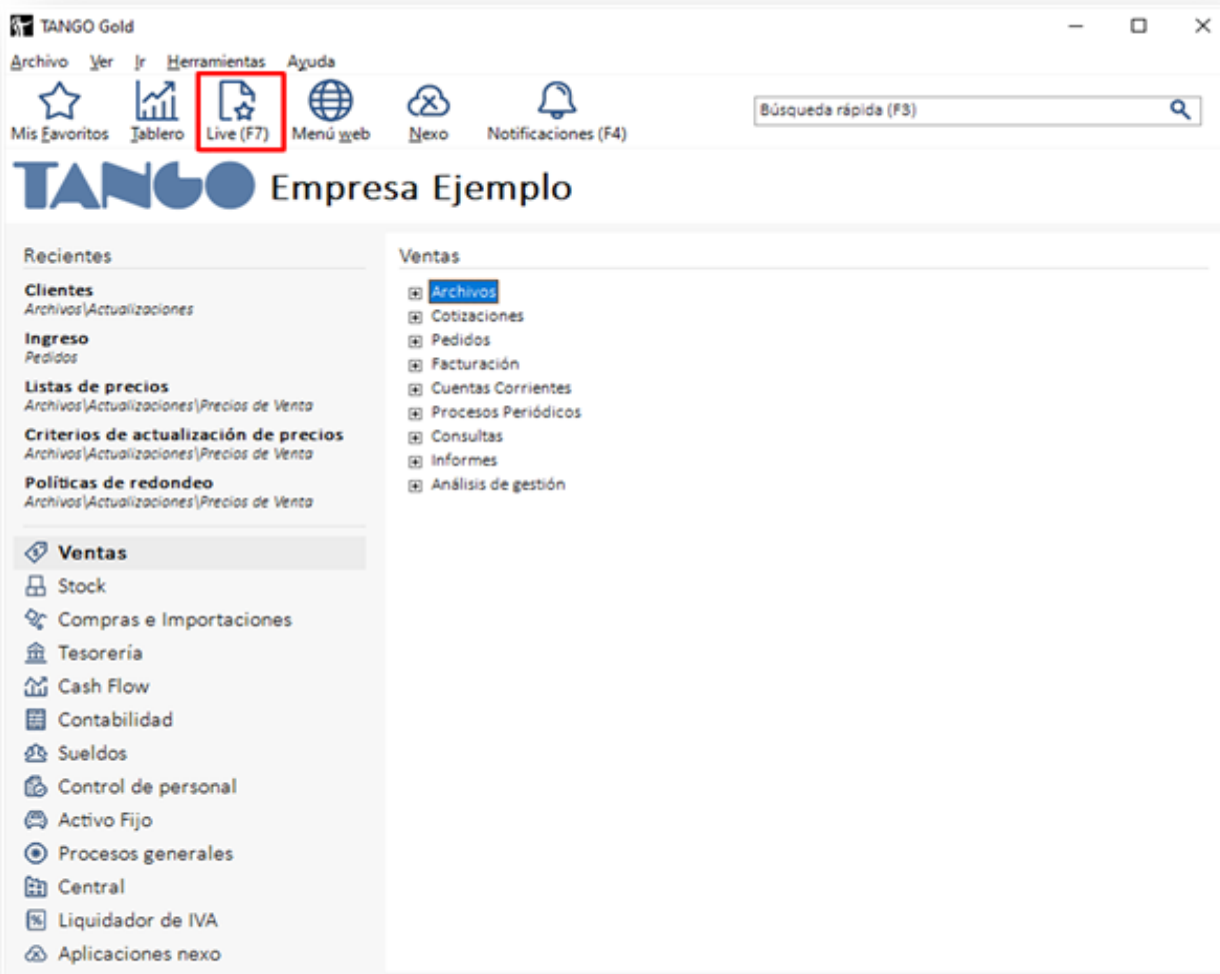 TANGO Gold
Archivo Ver Ir Herramientas Ayuda
Mis Favoritos Tablero Live (F7) Menú web Nexo Notificaciones (F4) Búsqueda rápida (F3)
TANGO Empresa Ejemplo
Recientes
Clientes
Archivos\Actualizaciones
Ingreso
Pedidos
Listas de precios
Archivos\Actualizaciones\Precios de Venta
Criterios de actualización de precios
Archivos\Actualizaciones\Precios de Venta
Políticas de redondeo
Archivos\Actualizaciones\Precios de Venta
Ventas
Stock
Compras e Importaciones
Tesorería
Cash Flow
Contabilidad
Sueldos
Control de personal
Activo Fijo
Procesos generales
Central
Liquidador de IVA
Aplicaciones nexo
Ventas
Archivos
Cotizaciones
Pedidos
Facturación
Cuentas Corrientes
Procesos Periódicos
Consultas
Informes
Análisis de gestión